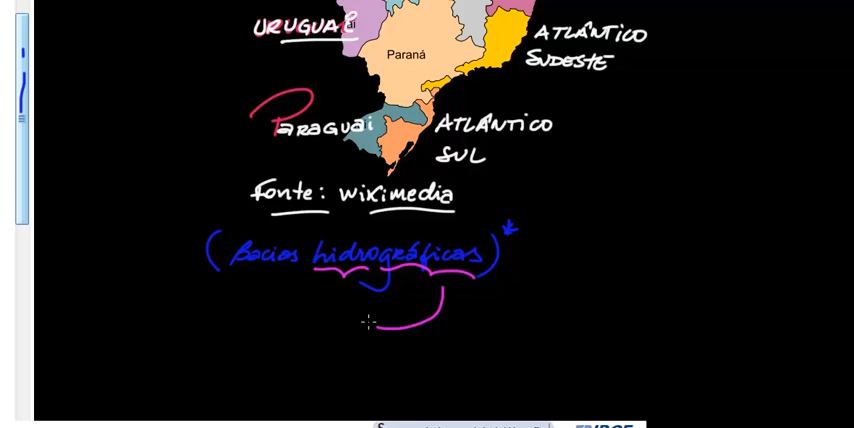 URUGUAI
ATLÂNTICO
SUDESTE
Paraná
PARAGUAI
ATLÂNTICO
SUL
Fonte: wikimedia
(Bacias hidrográficas)*